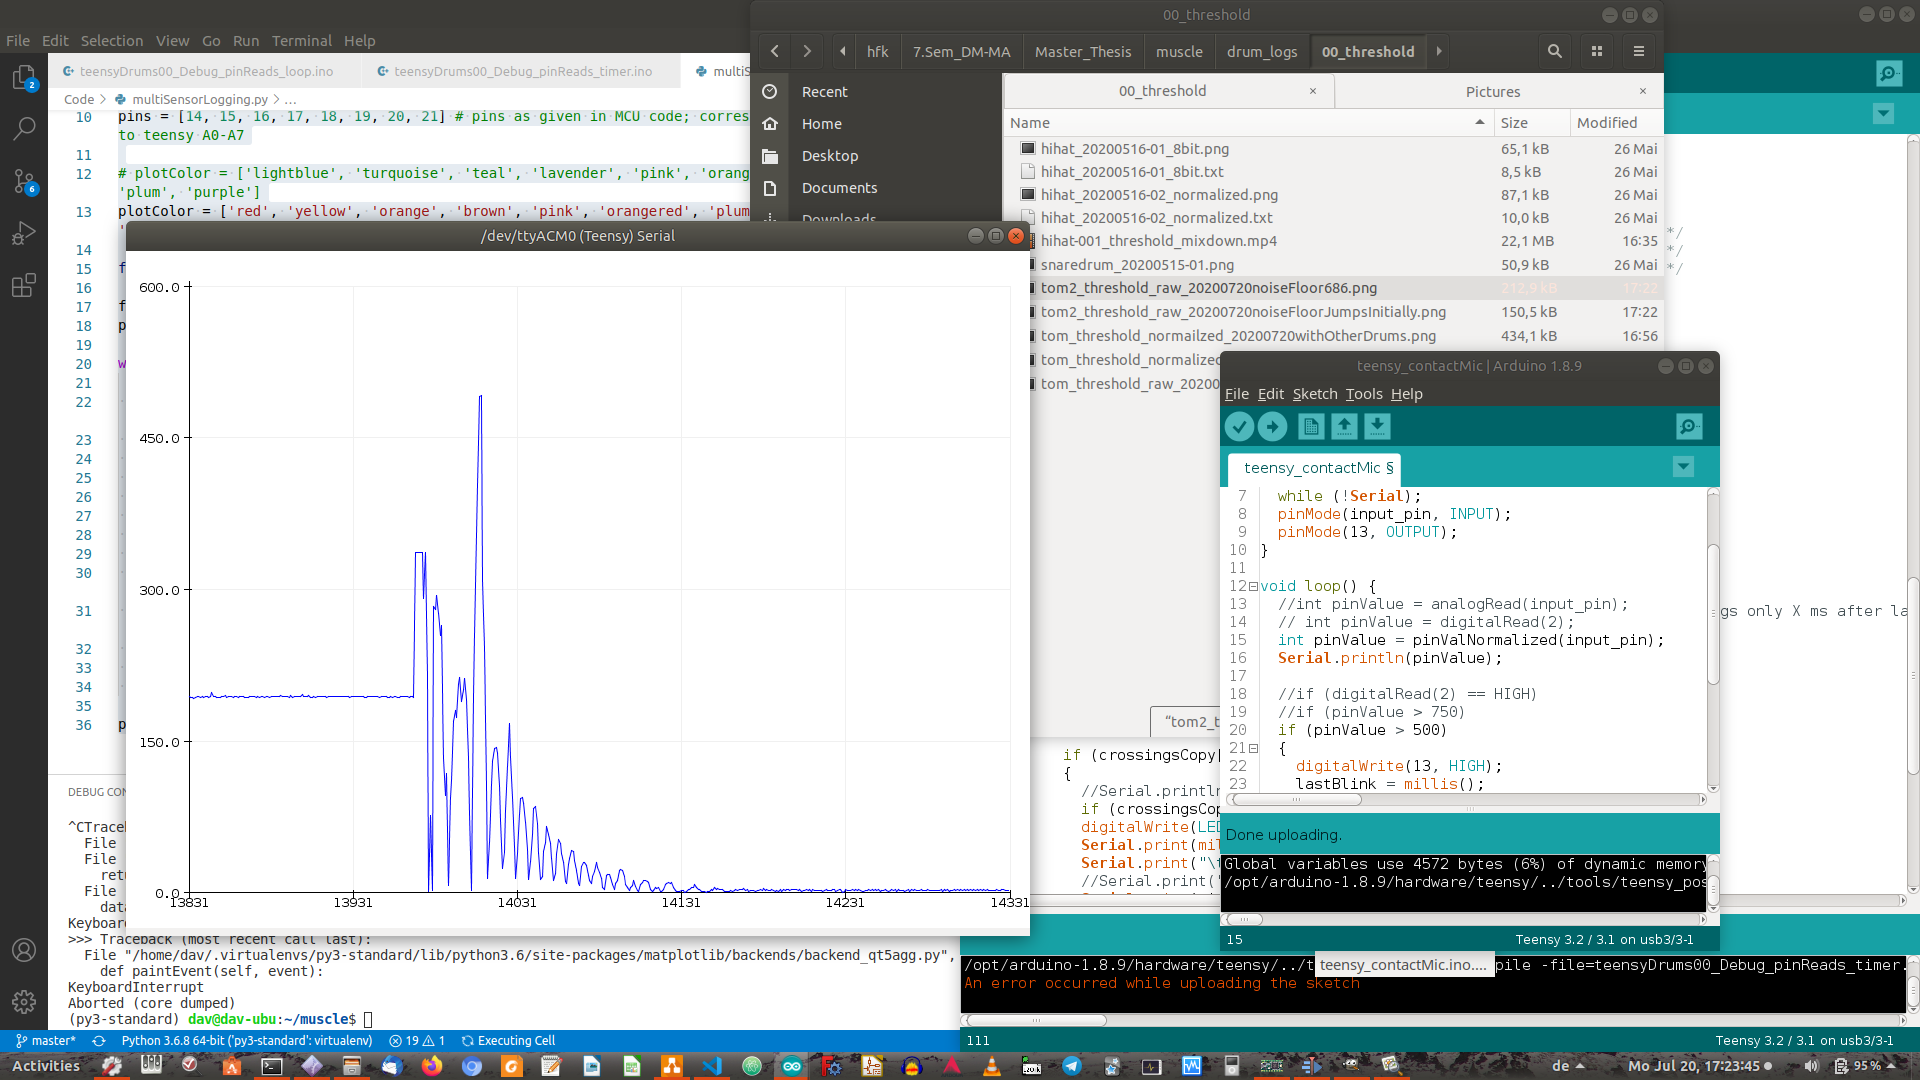 File Edit Selection View Go Run Terminal Help
teensyDrums00_Debug_pinReads_loop.ino
teensyDrums00_Debug_pinReads_timer.ino
multiS
Code > multiSensorLogging.py > ...
10 pins = [14, 15, 16, 17, 18, 19, 20, 21] # pins as given in MCU code; corres
to teensy A0-A7
11
12 # plotColor = ['lightblue', 'turquoise', 'teal', 'lavender', 'pink', 'orang
'plum', 'purple']
13 plotColor = ['red', 'yellow', 'orange', 'brown', 'pink', 'orangered', 'plum
14
15 f
16
17 f
18 p
19
20 w
21
22
23
24
25
26
27
28
29
30
31
32
33
34
35
36 p
DEBUG CON
^CTraceb
File
File
retu
File
data
Keyboard
>>> Traceback (most recent call last):
File "/home/dav/.virtualenvs/py3-standard/lib/python3.6/site-packages/matplotlib/backends/backend_qt5agg.py",
def paintEvent(self, event):
KeyboardInterrupt
Aborted (core dumped)
(py3-standard) dav@dav-ubu:~/muscle$
master*
Python 3.6.8 64-bit ('py3-standard': virtualenv)
19 1
Executing Cell
2
6
/dev/ttyACM0 (Teensy) Serial
600.0
450.0
300.0
150.0
0.0
13831 13931 14031 14131 14231 14331
00_threshold
hfk 7.Sem_DM-MA Master_Thesis muscle drum_logs 00_threshold
Recent
Home
Desktop
Documents
Downloads
00_threshold × Pictures ×
Name Size Modified
hihat_20200516-01_8bit.png 65,1 kB 26 Mai
hihat_20200516-01_8bit.txt 8,5 kB 26 Mai
hihat_20200516-02_normalized.png 87,1 kB 26 Mai
hihat_20200516-02_normalized.txt 10,0 kB 26 Mai
hihat-001_threshold_mixdown.mp4 22,1 MB 16:35
snaredrum_20200515-01.png 50,9 kB 26 Mai
tom2_threshold_raw_20200720noiseFloor686.png 212,9 kB 17:22
tom2_threshold_raw_20200720noiseFloorJumpsInitially.png 150,5 kB 17:22
tom_threshold_normailzed_20200720withOtherDrums.png 434,1 kB 16:56
tom_threshold_normalized
tom_threshold_raw_20200
"tom2_t
*/
*/
*/
gs only X ms after la
teensy_contactMic | Arduino 1.8.9
File Edit Sketch Tools Help
teensy_contactMic §
7 while (!Serial);
8 pinMode(input_pin, INPUT);
9 pinMode(13, OUTPUT);
10 }
11
12 void loop() {
13 //int pinValue = analogRead(input_pin);
14 // int pinValue = digitalRead(2);
15 int pinValue = pinValNormalized(input_pin);
16 Serial.println(pinValue);
17
18 //if (digitalRead(2) == HIGH)
19 //if (pinValue > 750)
20 if (pinValue > 500)
21 {
22 digitalWrite(13, HIGH);
23 lastBlink = millis();
Done uploading.
Global variables use 4572 bytes (6%) of dynamic memory
/opt/arduino-1.8.9/hardware/teensy/../tools/teensy_pos
15 Teensy 3.2 / 3.1 on usb3/3-1
if (crossingsCopy[
{
//Serial.println
if (crossingsCop
digitalWrite(LED
Serial.print(mil
Serial.print("\t
//Serial.print('
/opt/arduino-1.8.9/hardware/teensy/../t teensy_contactMic.ino.... pile -file=teensyDrums00_Debug_pinReads_timer.
An error occurred while uploading the sketch
111 Teensy 3.2 / 3.1 on usb3/3-1
Activities
de
Mo Jul 20, 17:23:45
95 %